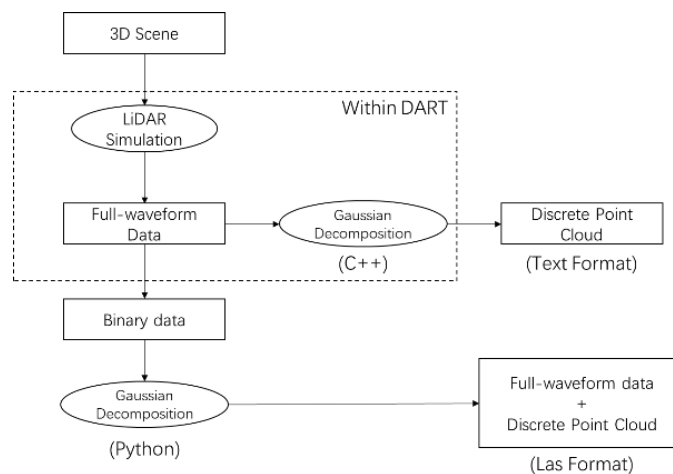 3D Scene
Within DART
LiDAR
Simulation
Full-waveform
Data
Gaussian
Decomposition
(C++)
Discrete Point
Cloud
(Text Format)
Binary data
Gaussian
Decomposition
(Python)
Full-waveform data
+
Discrete Point Cloud
(Las Format)